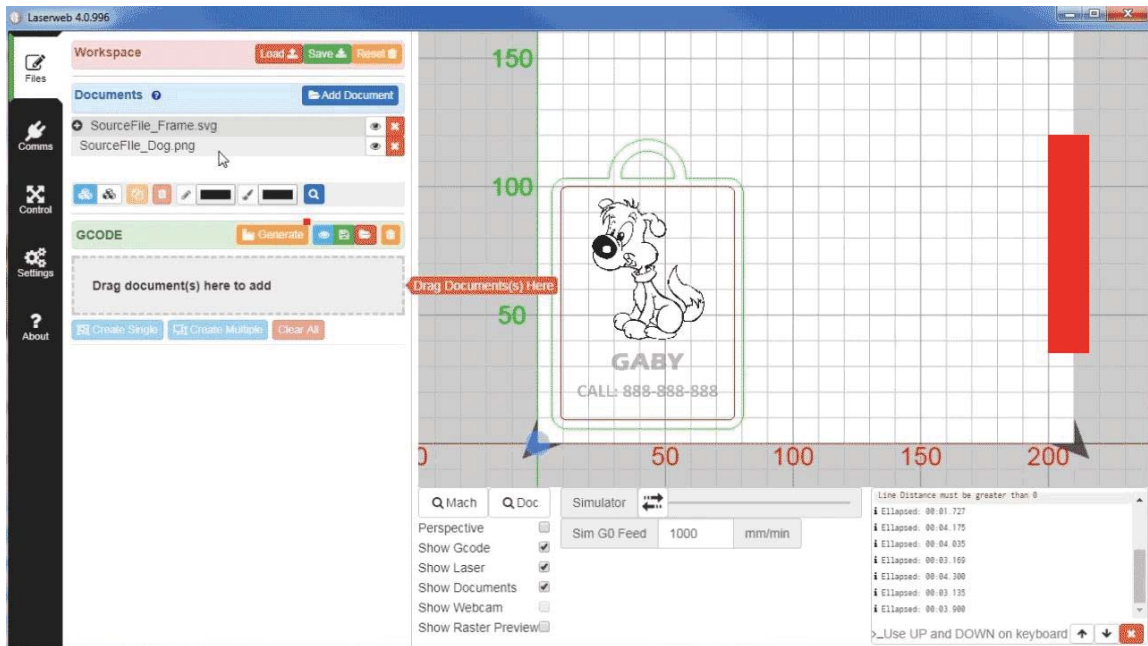 Laserweb 4.0.996
Files
Comms
Control
Settings
? About
Workspace
Load Save Reset
Documents
Add Document
SourceFile_Frame.svg
SourceFIle_Dog.png
GCODE
Generate
Drag document(s) here to add
Drag Documents(s) Here
Create Single Create Multiple Clear All
150
100
50
GABY
CALL: 888-888-888
0 50 100 150 200
Mach Doc
Perspective
Show Gcode
Show Laser
Show Documents
Show Webcam
Show Raster Preview
Simulator
Sim G0 Feed 1000 mm/min
Line Distance must be greater than 0
Ellapsed: 00:01.727
Ellapsed: 00:04.175
Ellapsed: 00:04.035
Ellapsed: 00:03.169
Ellapsed: 00:04.300
Ellapsed: 00:03.135
Ellapsed: 00:03.900
>_Use UP and DOWN on keyboard